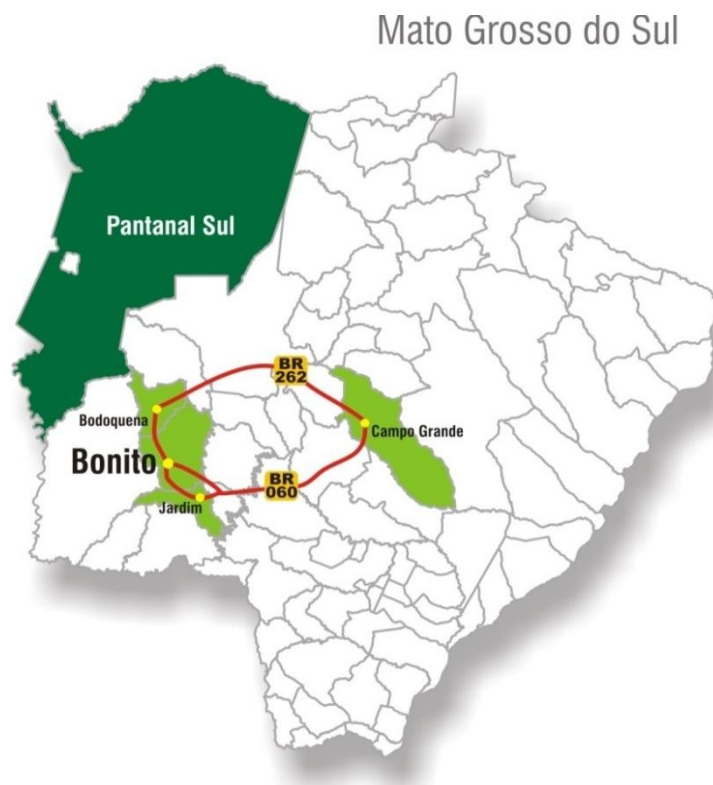 Mato Grosso do Sul
Pantanal Sul
BR
262
Bodoquena
Campo Grande
Bonito
BR
060
Jardim